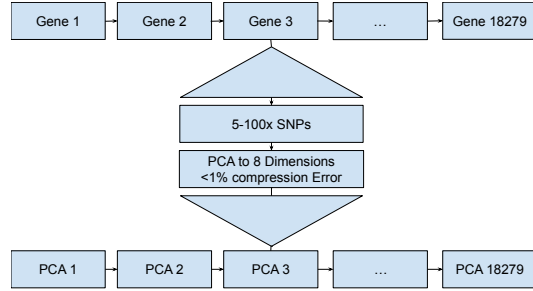 Gene 1
Gene 2
Gene 3
...
Gene 18279
5-100x SNPs
PCA to 8 Dimensions
<1% compression Error
PCA 1
PCA 2
PCA 3
...
PCA 18279